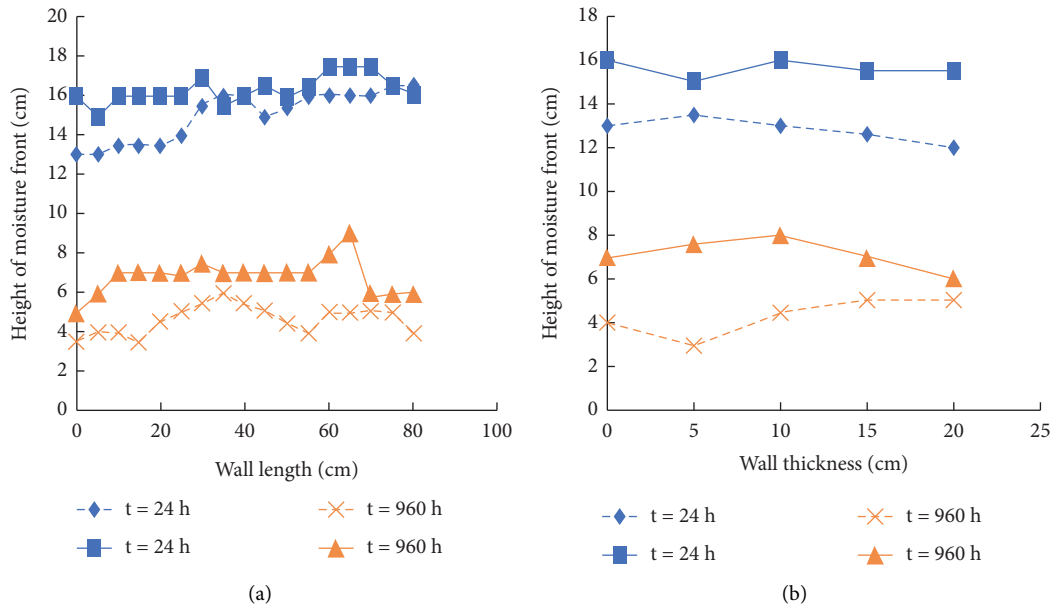 Height of moisture front (cm)
20
18
16
14
12
10
8
6
4
2
0
0
20
40
60
80
100
Wall length (cm)
t = 24 h
t = 960 h
t = 24 h
t = 960 h
(a)
Height of moisture front (cm)
18
16
14
12
10
8
6
4
2
0
0
5
10
15
20
25
Wall thickness (cm)
t = 24 h
t = 960 h
t = 24 h
t = 960 h
(b)